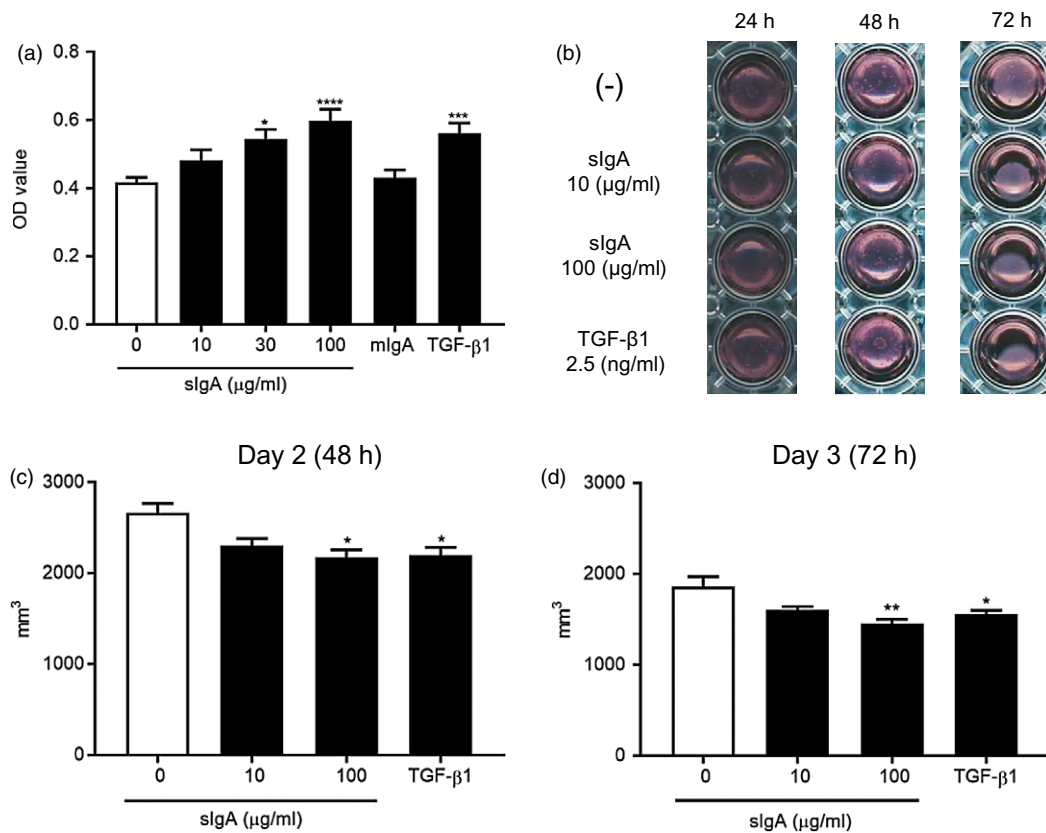 (a)
0.8
0.6
0.4
0.2
0.0
OD value
* **** ***
0 10 30 100 mIgA TGF-β1
sIgA (μg/ml)
(b)
24 h 48 h 72 h
(-)
sIgA
10 (μg/ml)
sIgA
100 (μg/ml)
TGF-β1
2.5 (ng/ml)
(c)
Day 2 (48 h)
3000
2000
1000
0
mm³
* *
0 10 100 TGF-β1
sIgA (μg/ml)
(d)
Day 3 (72 h)
3000
2000
1000
0
mm³
** *
0 10 100 TGF-β1
sIgA (μg/ml)